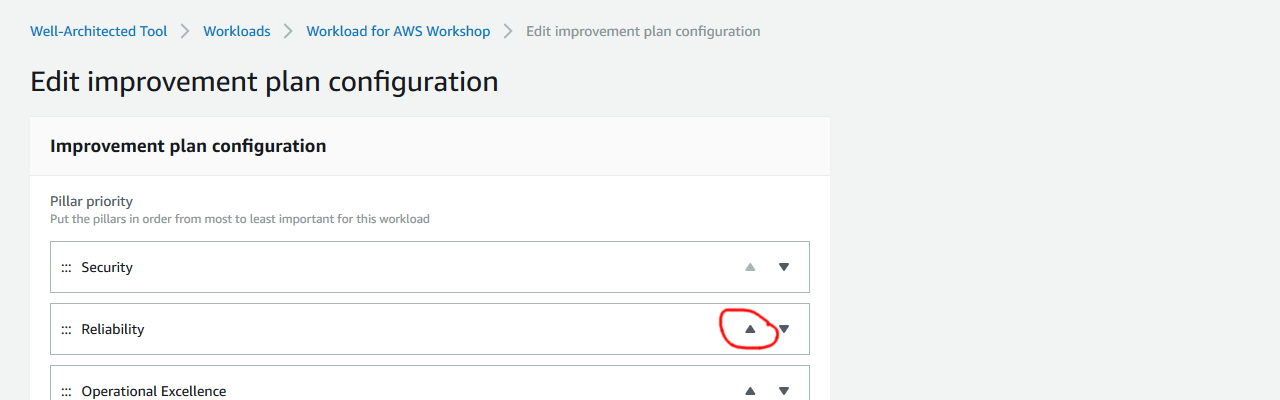 Well-Architected Tool > Workloads > Workload for AWS Workshop > Edit improvement plan configuration
Edit improvement plan configuration
Improvement plan configuration
Pillar priority
Put the pillars in order from most to least important for this workload
Security
Reliability
Operational Excellence